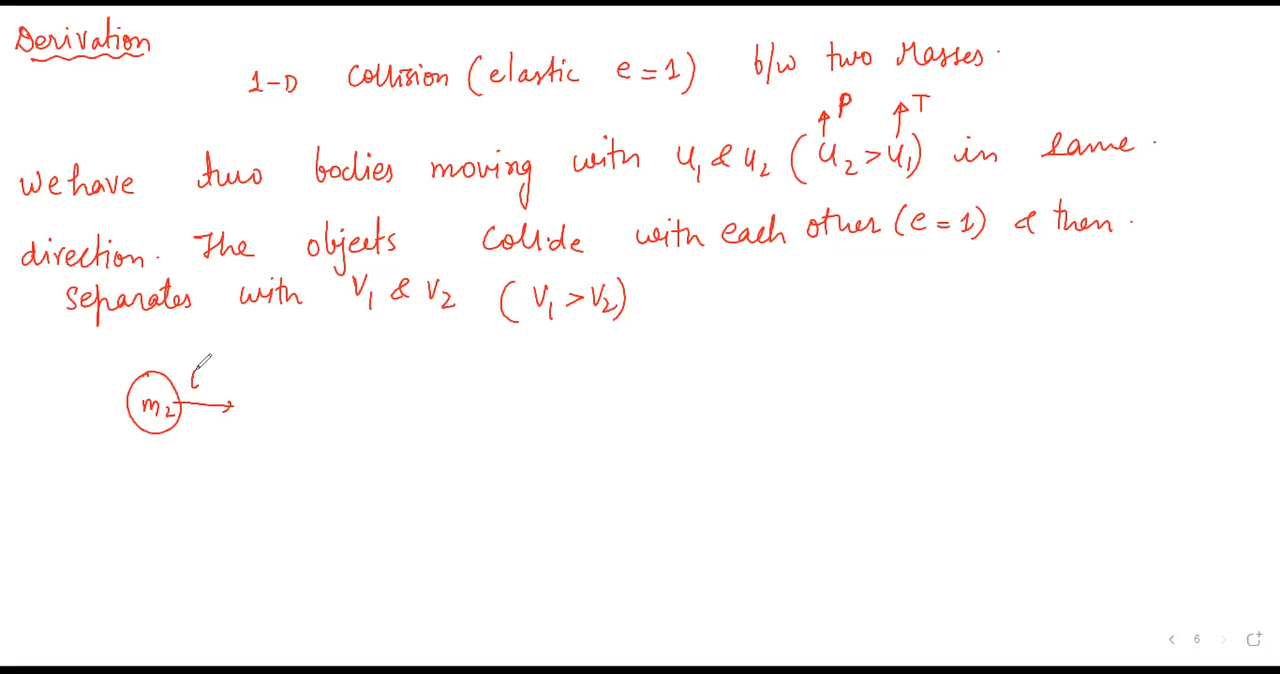 Derivation
1-D Collision (elastic e = 1) b/w two Masses.
P T
we have two bodies moving with u₁ & u₂ (u₂ > u₁) in same.
direction. The objects collide with each other (e = 1) & then.
separates with V₁ & V₂ (V₁ > V₂)
m₂
6